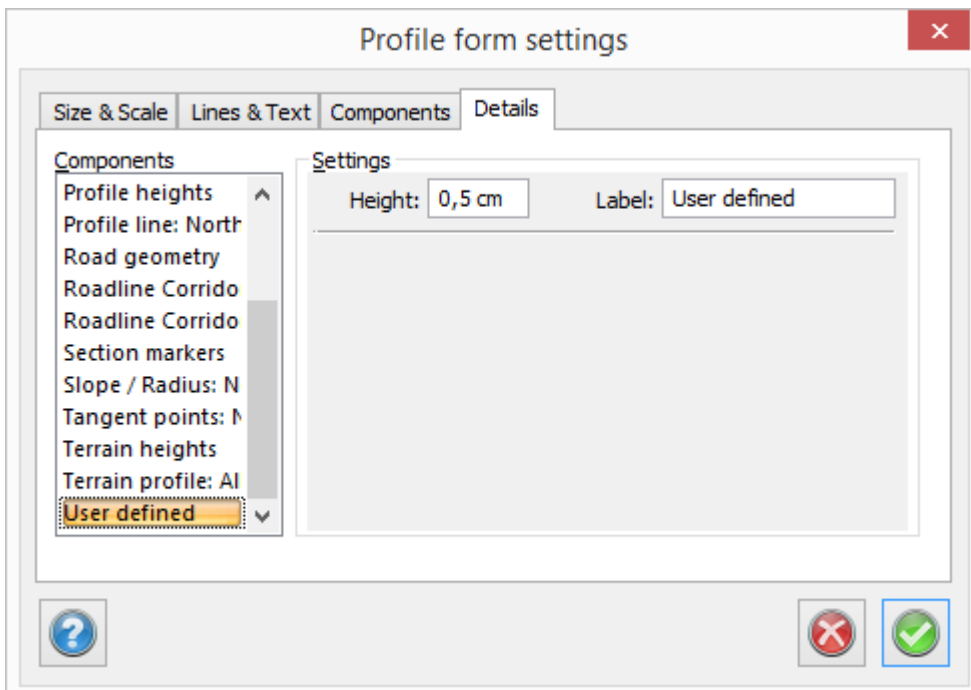 Profile form settings
Size & Scale
Lines & Text
Components
Details
Components
Profile heights
Profile line: North
Road geometry
Roadline Corrido
Roadline Corrido
Section markers
Slope / Radius: N
Tangent points: N
Terrain heights
Terrain profile: Al
User defined
Settings
Height: 0,5 cm
Label: User defined